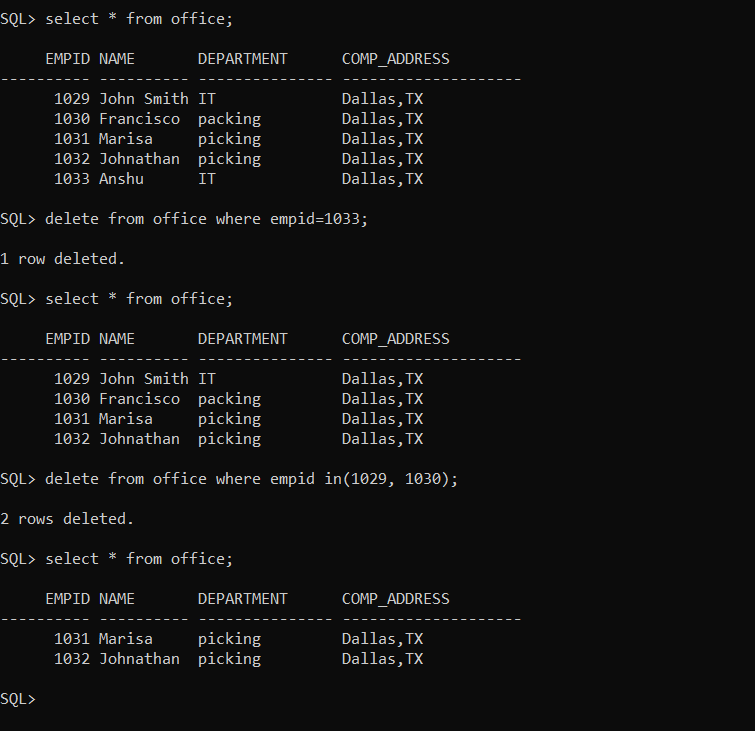 SQL> select * from office;
     EMPID NAME       DEPARTMENT      COMP_ADDRESS
---------- ---------- --------------- --------------------
      1029 John Smith IT              Dallas,TX
      1030 Francisco  packing         Dallas,TX
      1031 Marisa     picking         Dallas,TX
      1032 Johnathan  picking         Dallas,TX
      1033 Anshu      IT              Dallas,TX
SQL> delete from office where empid=1033;
1 row deleted.
SQL> select * from office;
     EMPID NAME       DEPARTMENT      COMP_ADDRESS
---------- ---------- --------------- --------------------
      1029 John Smith IT              Dallas,TX
      1030 Francisco  packing         Dallas,TX
      1031 Marisa     picking         Dallas,TX
      1032 Johnathan  picking         Dallas,TX
SQL> delete from office where empid in(1029, 1030);
2 rows deleted.
SQL> select * from office;
     EMPID NAME       DEPARTMENT      COMP_ADDRESS
---------- ---------- --------------- --------------------
      1031 Marisa     picking         Dallas,TX
      1032 Johnathan  picking         Dallas,TX
SQL>